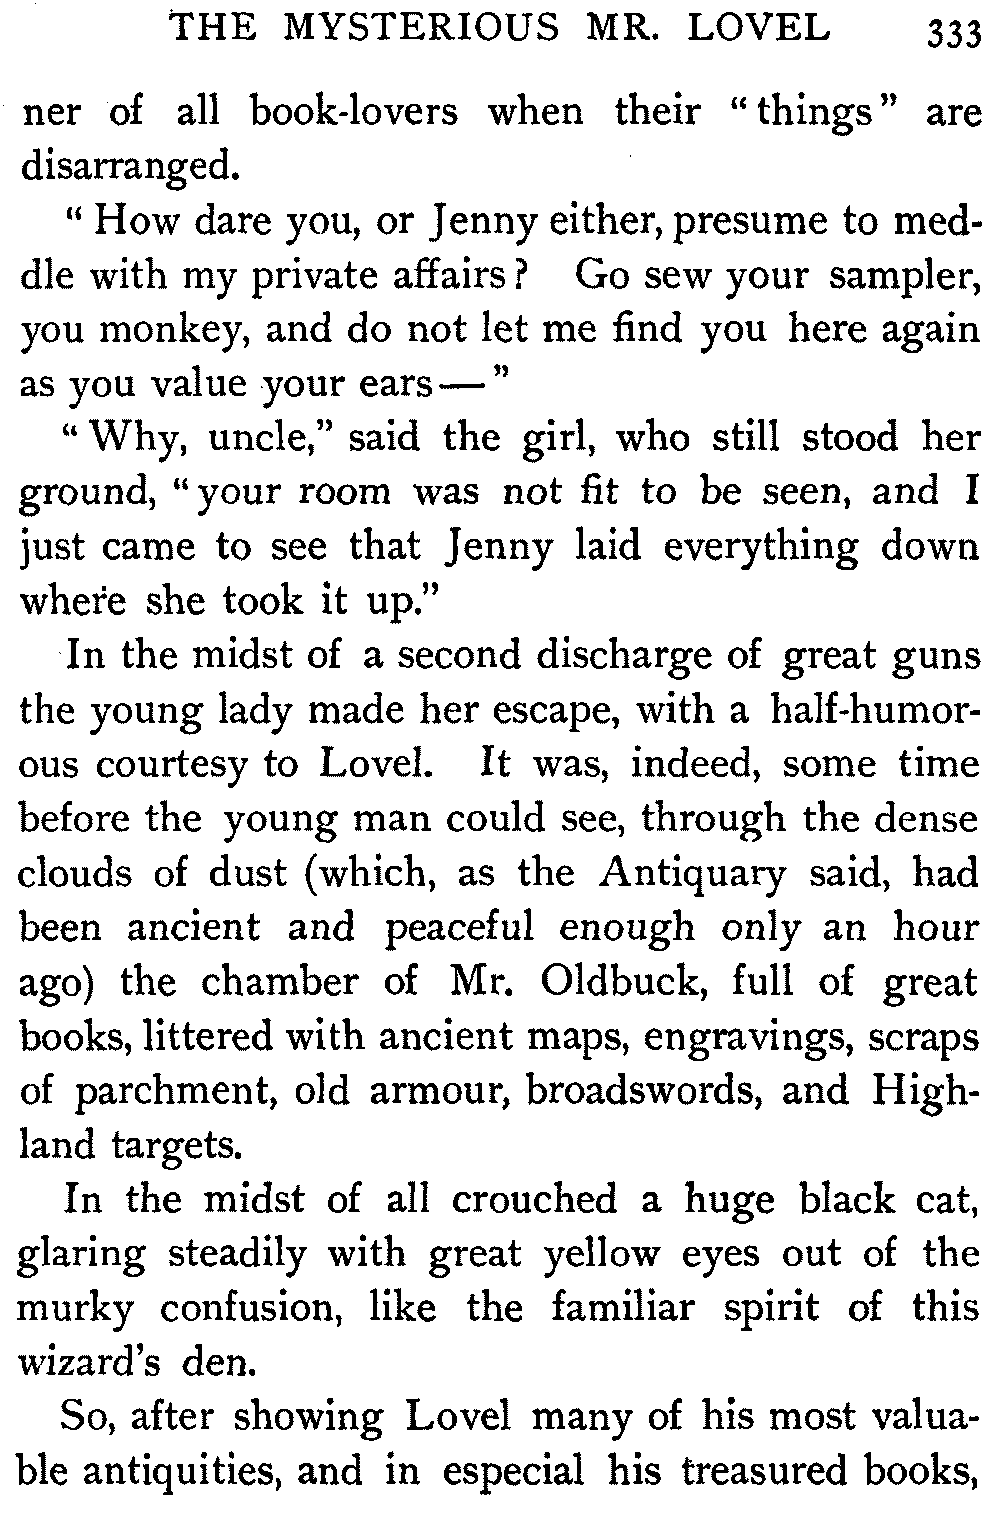 THE MYSTERIOUS MR. LOVEL 333
ner of all book-lovers when their “things” are
disarranged.
“How dare you, or Jenny either, presume to med-
dle with my private affairs? Go sew your sampler,
you monkey, and do not let me find you here again
as you value your ears—”
“Why, uncle,” said the girl, who still stood her
ground, “your room was not fit to be seen, and I
just came to see that Jenny laid everything down
where she took it up.”
In the midst of a second discharge of great guns
the young lady made her escape, with a half-humor-
ous courtesy to Lovel. It was, indeed, some time
before the young man could see, through the dense
clouds of dust (which, as the Antiquary said, had
been ancient and peaceful enough only an hour
ago) the chamber of Mr. Oldbuck, full of great
books, littered with ancient maps, engravings, scraps
of parchment, old armour, broadswords, and High-
land targets.
In the midst of all crouched a huge black cat,
glaring steadily with great yellow eyes out of the
murky confusion, like the familiar spirit of this
wizard’s den.
So, after showing Lovel many of his most valua-
ble antiquities, and in especial his treasured books,